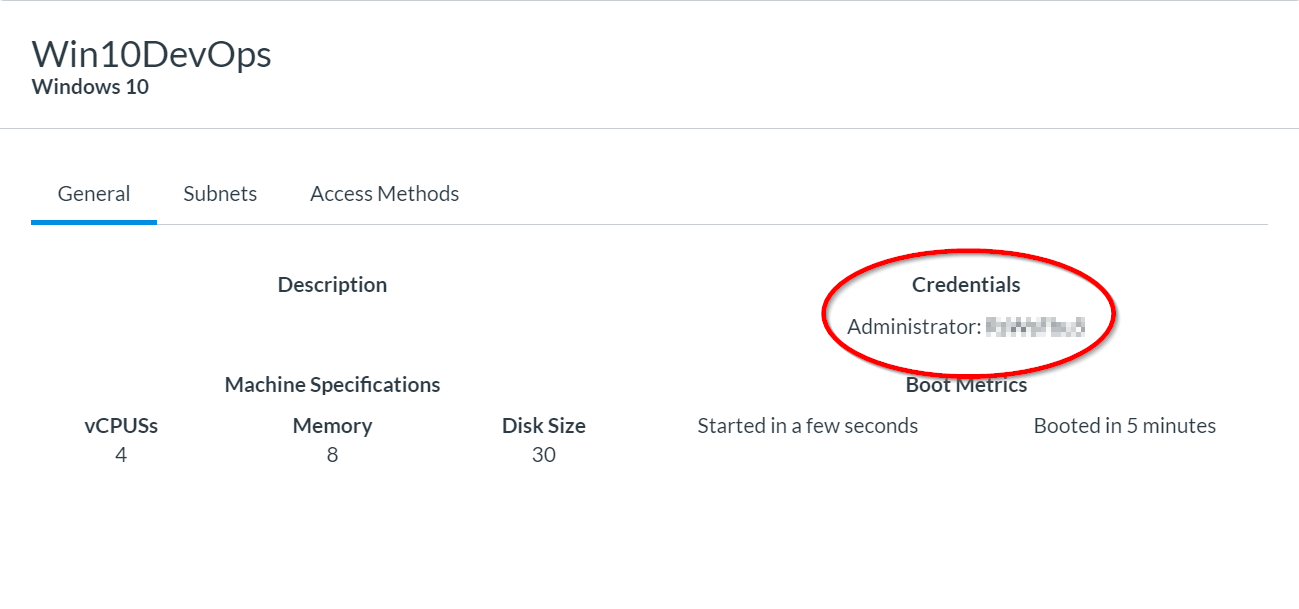 Win10DevOps
Windows 10
General Subnets Access Methods
Description
Credentials
Administrator:
Machine Specifications
Boot Metrics
vCPUSs Memory Disk Size
Started in a few seconds Booted in 5 minutes
4 8 30